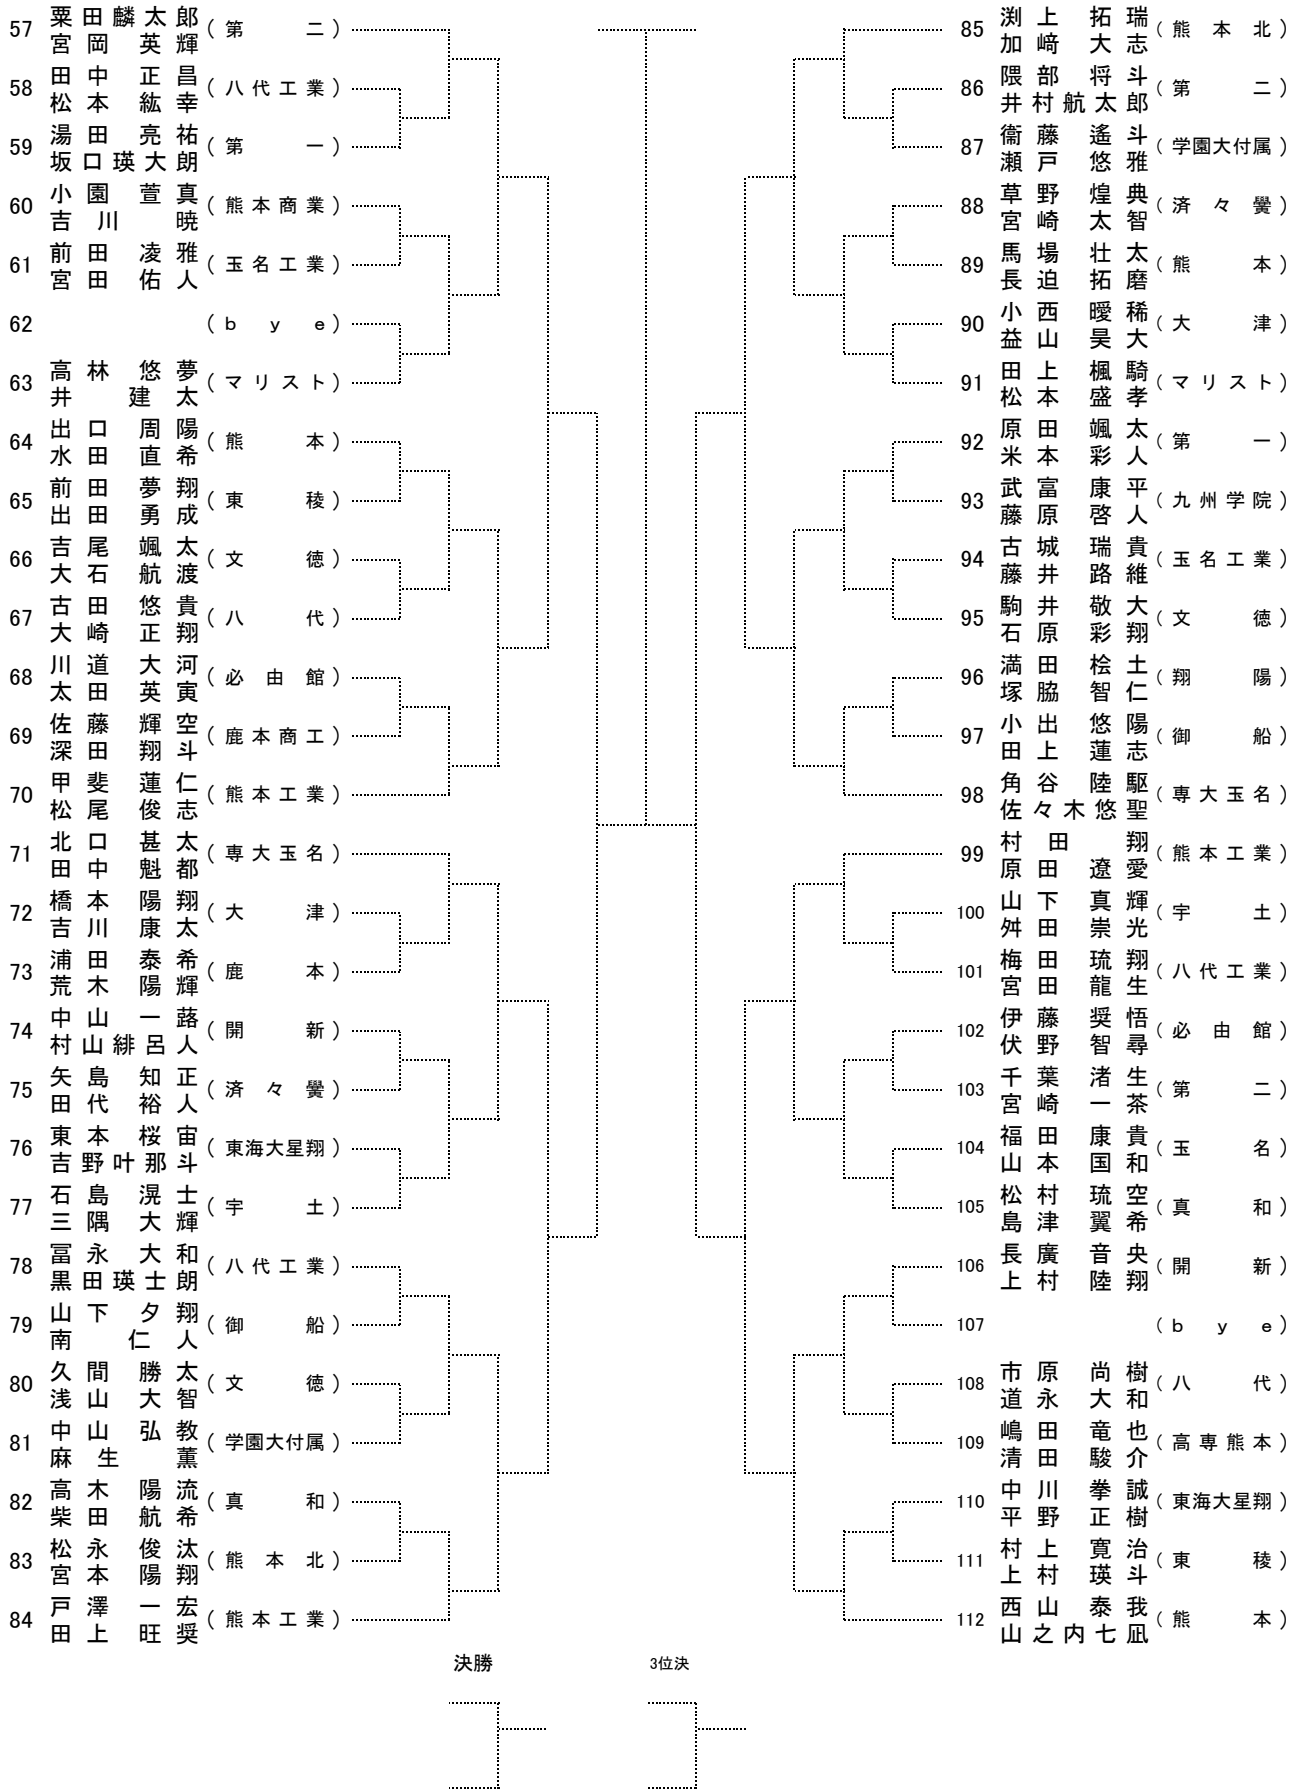 57 粟田麟太郎 宮岡英輝 (第二)
58 田中正昌 松本紘幸 (八代工業)
59 湯田亮祐 坂口瑛大朗 (第一)
60 小園萱真 吉川暁 (熊本商業)
61 前田凌雅 宮田佑人 (玉名工業)
62 (bye)
63 高林悠夢 井建太 (マリスト)
64 出口周陽 水田直希 (熊本)
65 前田夢翔 出田勇成 (東稜)
66 吉尾颯太 大石航渡 (文徳)
67 古田悠貴 大崎正翔 (八代)
68 川道大河 太田英寅 (必由館)
69 佐藤輝空 深田翔斗 (鹿本商工)
70 甲斐蓮仁 松尾俊志 (熊本工業)
71 北口甚太 田中魁都 (専大玉名)
72 橋本陽翔 吉川康太 (大津)
73 浦田泰希 荒木陽輝 (鹿本)
74 中山一蕗 村山緋呂人 (開新)
75 矢島知正 田代裕人 (済々黌)
76 東本桜宙 吉野叶那斗 (東海大星翔)
77 石島滉士 三隅大輝 (宇土)
78 冨永大和 黒田瑛士朗 (八代工業)
79 山下夕翔 南仁人 (御船)
80 久間勝太 浅山大智 (文徳)
81 中山弘教 麻生薫 (学園大付属)
82 高木陽流 柴田航希 (真和)
83 松永俊汰 宮本陽翔 (熊本北)
84 戸澤一宏 田上旺奨 (熊本工業)
85 渕上拓瑞 加﨑大志 (熊本北)
86 隈部将斗 井村航太郎 (第二)
87 衞藤遙斗 瀬戸悠雅 (学園大付属)
88 草野煌典 宮崎太智 (済々黌)
89 馬場壮太 長迫拓磨 (熊本)
90 小西曖稀 益山昊大 (大津)
91 田上楓騎 松本盛孝 (マリスト)
92 原田颯太 米本彩人 (第一)
93 武富康平 藤原啓人 (九州学院)
94 古城瑞貴 藤井路維 (玉名工業)
95 駒井敬大 石原彩翔 (文徳)
96 満田桧土 塚脇智仁 (翔陽)
97 小出悠陽 田上蓮志 (御船)
98 角谷陸駆 佐々木悠聖 (専大玉名)
99 村田翔 原田遼愛 (熊本工業)
100 山下真輝 舛田崇光 (宇土)
101 梅田琉翔 宮田龍生 (八代工業)
102 伊藤奨悟 伏野智尋 (必由館)
103 千葉渚生 宮崎一茶 (第二)
104 福田康貴 山本国和 (玉名)
105 松村琉空 島津翼希 (真和)
106 長廣音央 上村陸翔 (開新)
107 (bye)
108 市原尚樹 道永大和 (八代)
109 嶋田竜也 清田駿介 (高専熊本)
110 中川拳誠 平野正樹 (東海大星翔)
111 村上寛治 上村瑛斗 (東稜)
112 西山泰我 山之内七凪 (熊本)
決勝
3位決